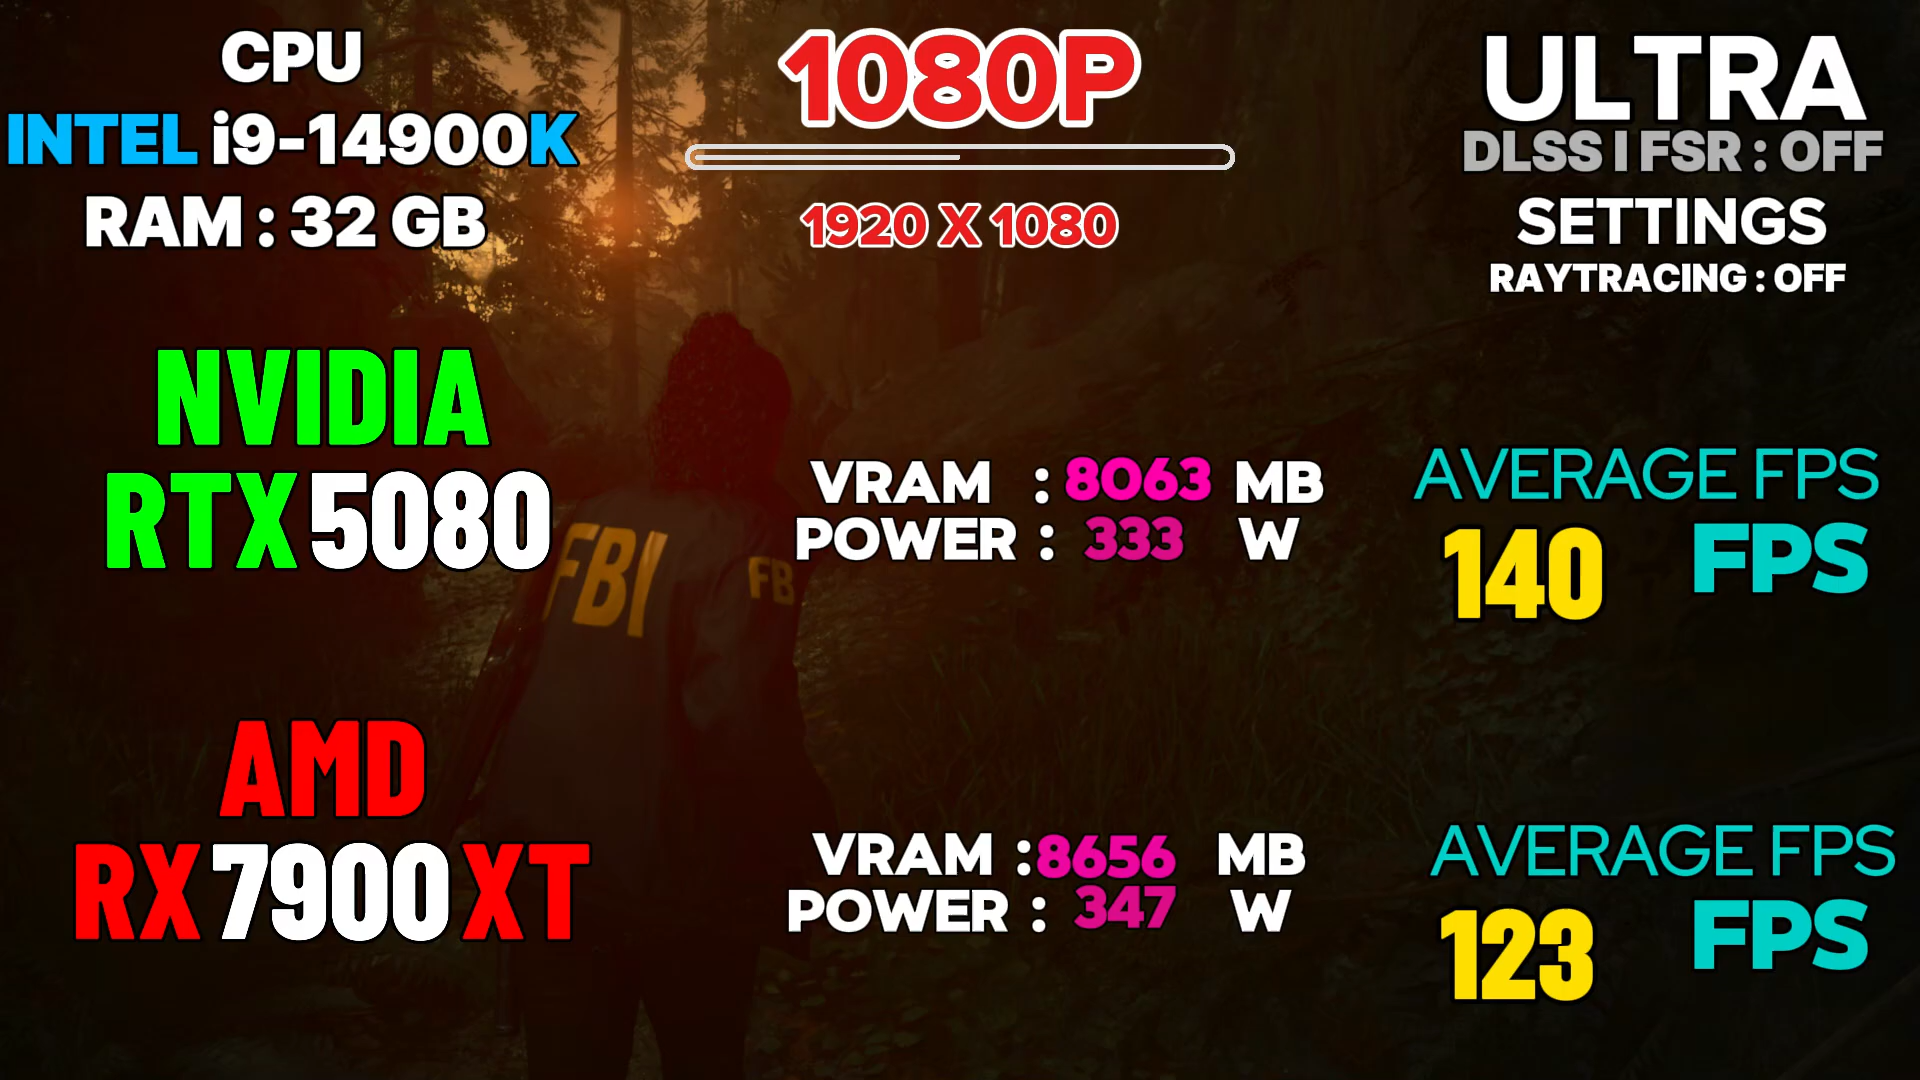 CPU
INTEL i9-14900K
RAM : 32 GB
1080P
1920 X 1080
ULTRA
DLSS | FSR : OFF
SETTINGS
RAYTRACING : OFF
NVIDIA
RTX 5080
VRAM : 8063 MB
POWER : 333 W
AVERAGE FPS
140 FPS
FBI
FB
AMD
RX 7900 XT
VRAM : 8656 MB
POWER : 347 W
AVERAGE FPS
123 FPS